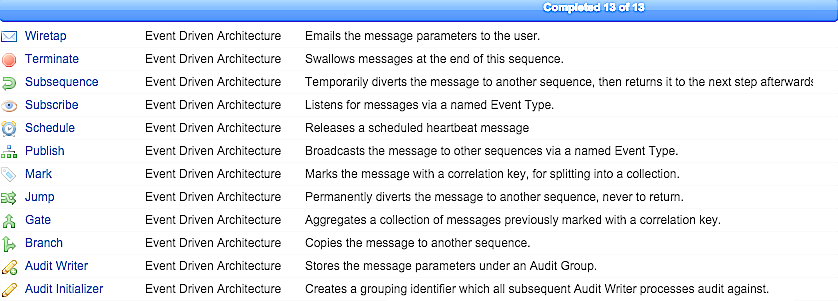 Completed 13 of 13
Wiretap Event Driven Architecture Emails the message parameters to the user.
Terminate Event Driven Architecture Swallows messages at the end of this sequence.
Subsequence Event Driven Architecture Temporarily diverts the message to another sequence, then returns it to the next step afterwards
Subscribe Event Driven Architecture Listens for messages via a named Event Type.
Schedule Event Driven Architecture Releases a scheduled heartbeat message
Publish Event Driven Architecture Broadcasts the message to other sequences via a named Event Type.
Mark Event Driven Architecture Marks the message with a correlation key, for splitting into a collection.
Jump Event Driven Architecture Permanently diverts the message to another sequence, never to return.
Gate Event Driven Architecture Aggregates a collection of messages previously marked with a correlation key.
Branch Event Driven Architecture Copies the message to another sequence.
Audit Writer Event Driven Architecture Stores the message parameters under an Audit Group.
Audit Initializer Event Driven Architecture Creates a grouping identifier which all subsequent Audit Writer processes audit against.